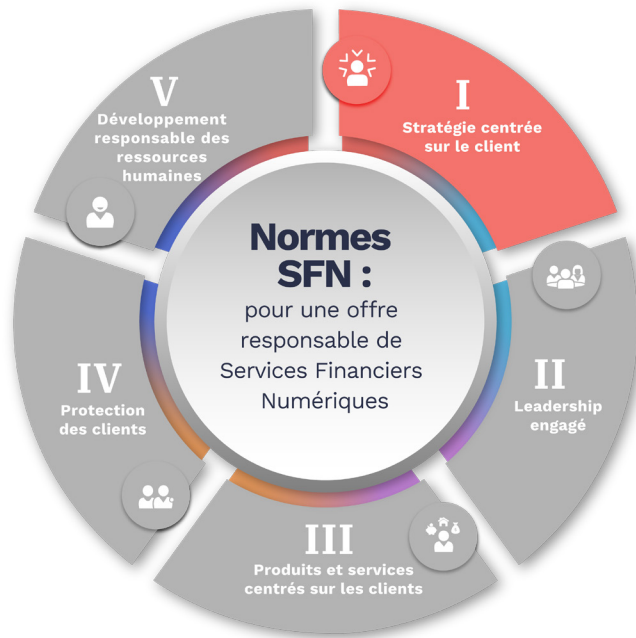 Normes
SFN :
pour une offre
responsable de
Services Financiers
Numériques
I
Stratégie centrée
sur le client
II
Leadership
engagé
III
Produits et services
centrés sur les clients
IV
Protection
des clients
V
Développement
responsable des
ressources
humaines